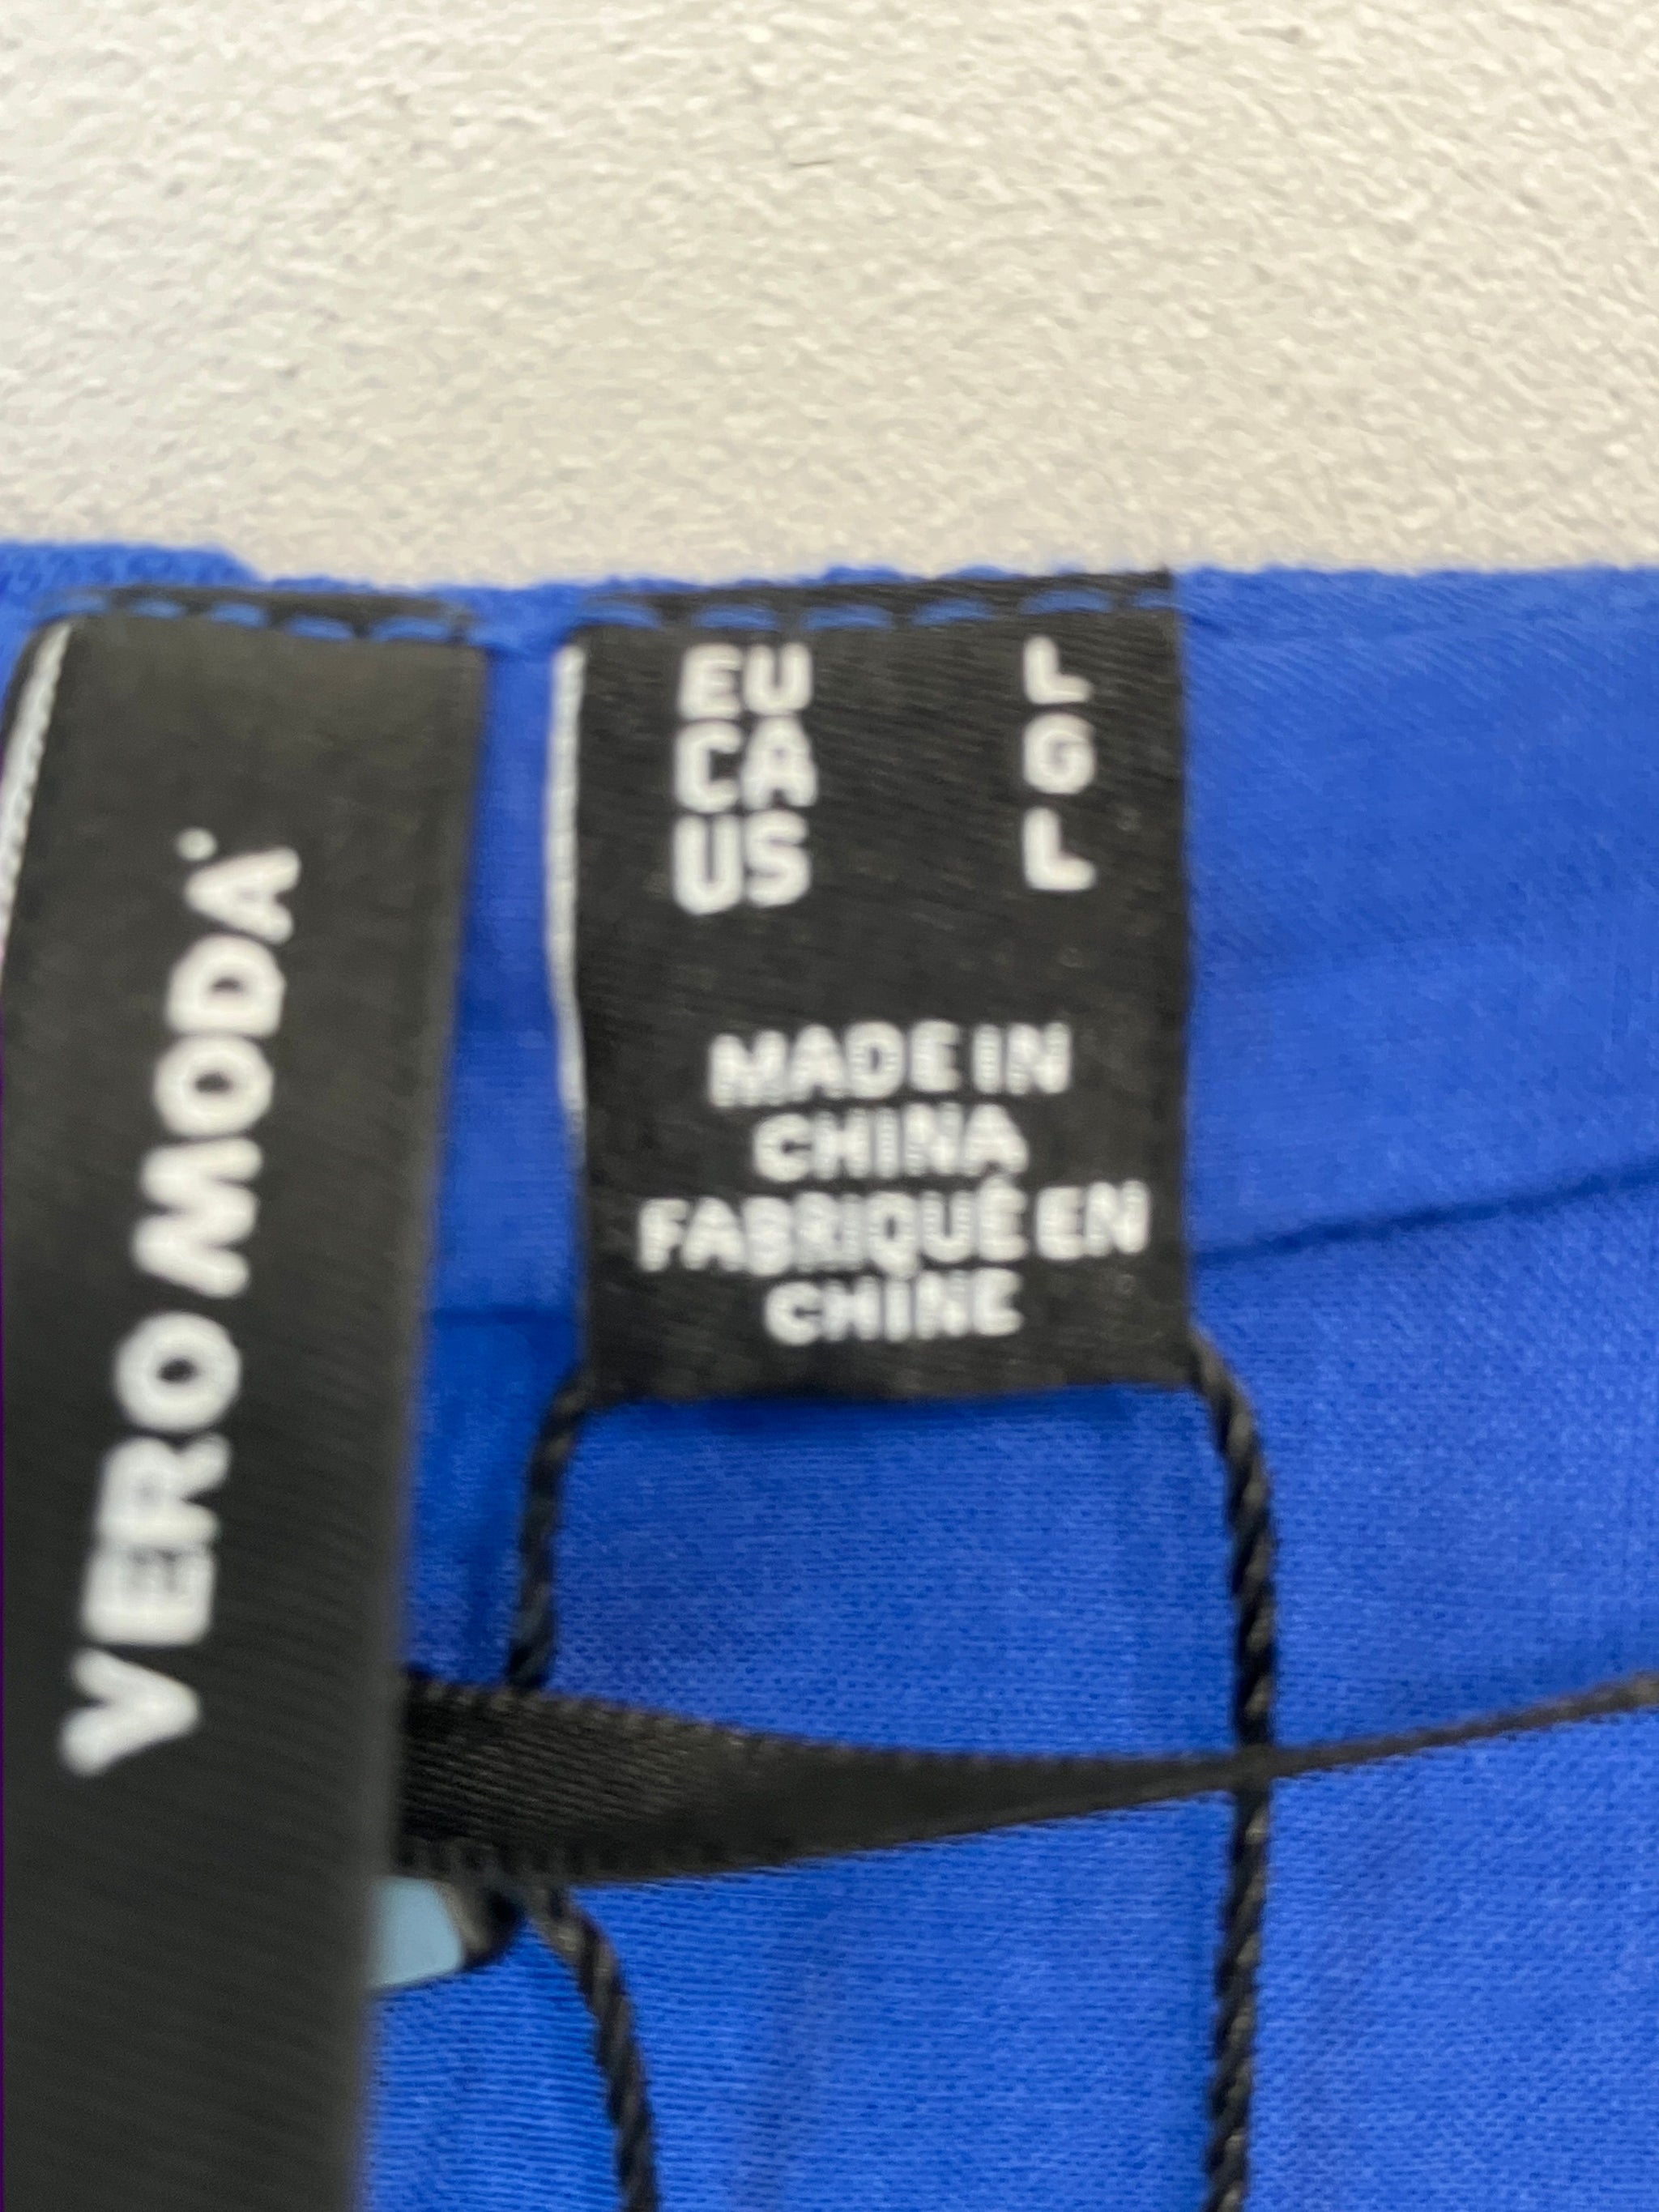 VERO MODA
EU L
CA G
US L
MADE IN
CHINA
FABRIQUÉ EN
CHINE